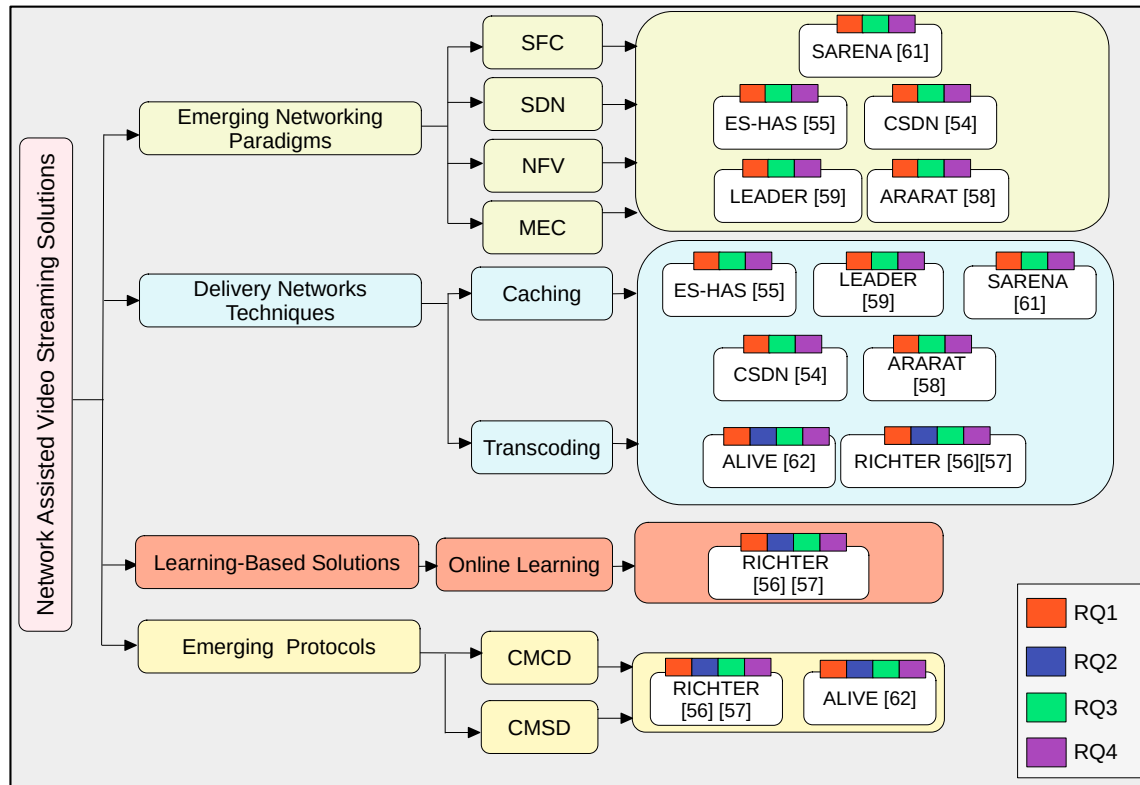 Network Assisted Video Streaming Solutions
Emerging Networking
Paradigms
SFC
SDN
NFV
MEC
SARENA [61]
ES-HAS [55]
CSDN [54]
LEADER [59]
ARARAT [58]
Delivery Networks
Techniques
Caching
Transcoding
ES-HAS [55]
LEADER
[59]
SARENA
[61]
CSDN [54]
ARARAT
[58]
ALIVE [62]
RICHTER [56][57]
Learning-Based Solutions
Online Learning
RICHTER
[56] [57]
Emerging Protocols
CMCD
CMSD
RICHTER
[56] [57]
ALIVE [62]
RQ1
RQ2
RQ3
RQ4